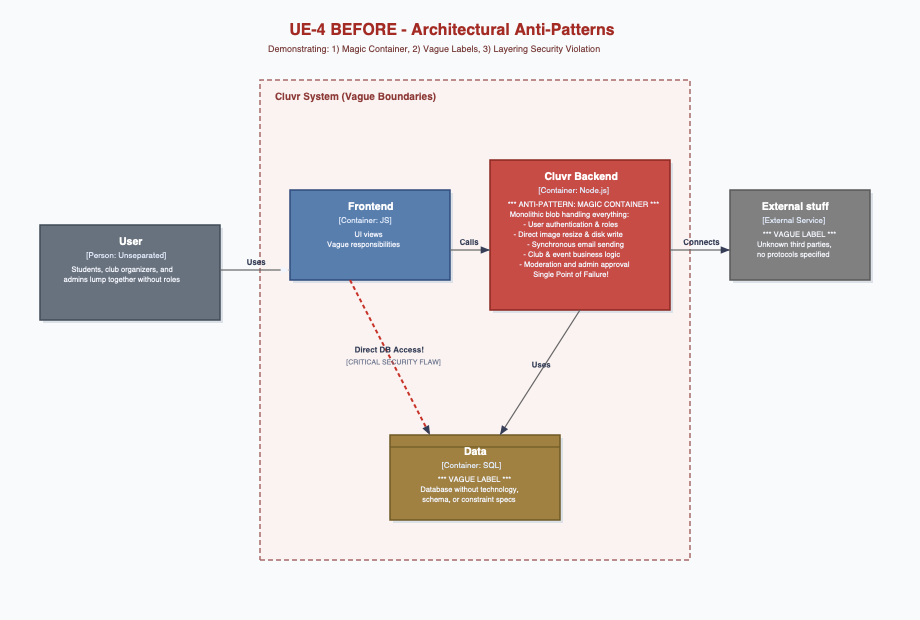 UE-4 BEFORE - Architectural Anti-Patterns
Demonstrating: 1) Magic Container, 2) Vague Labels, 3) Layering Security Violation
Cluvr System (Vague Boundaries)
User
[Person: Unseparated]
Students, club organizers, and
admins lump together without roles
Uses
Frontend
[Container: JS]
UI views
Vague responsibilities
Calls
Cluvr Backend
[Container: Node.js]
*** ANTI-PATTERN: MAGIC CONTAINER ***
Monolithic blob handling everything:
- User authentication & roles
- Direct image resize & disk write
- Synchronous email sending
- Club & event business logic
- Moderation and admin approval
Single Point of Failure!
Connects
External stuff
[External Service]
*** VAGUE LABEL ***
Unknown third parties,
no protocols specified
Direct DB Access!
[CRITICAL SECURITY FLAW]
Uses
Data
[Container: SQL]
*** VAGUE LABEL ***
Database without technology,
schema, or constraint specs